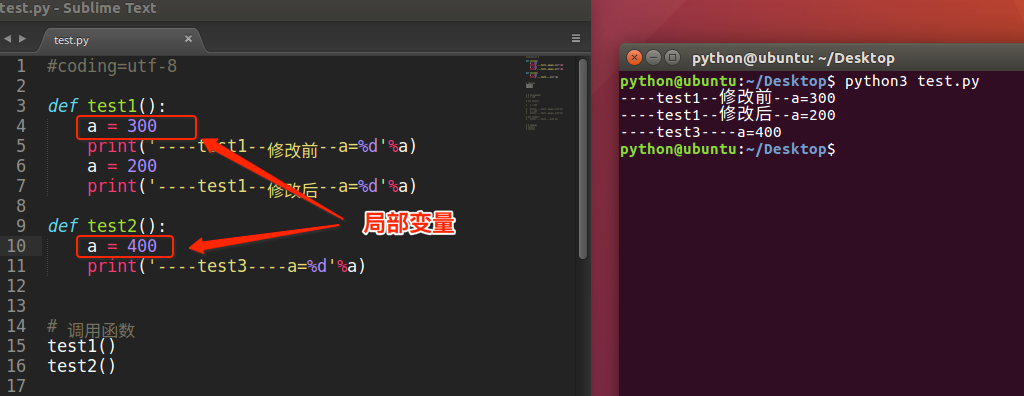 test.py - Sublime Text
test.py
1 #coding=utf-8
2
3 def test1():
4 a = 300
5 print('----test1--修改前--a=%d'%a)
6 a = 200
7 print('----test1--修改后--a=%d'%a)
8
9 def test2():
10 a = 400
11 print('----test3----a=%d'%a)
12
13
14 # 调用函数
15 test1()
16 test2()
17
局部变量
python@ubuntu: ~/Desktop
python@ubuntu:~/Desktop$ python3 test.py
----test1--修改前--a=300
----test1--修改后--a=200
----test3----a=400
python@ubuntu:~/Desktop$